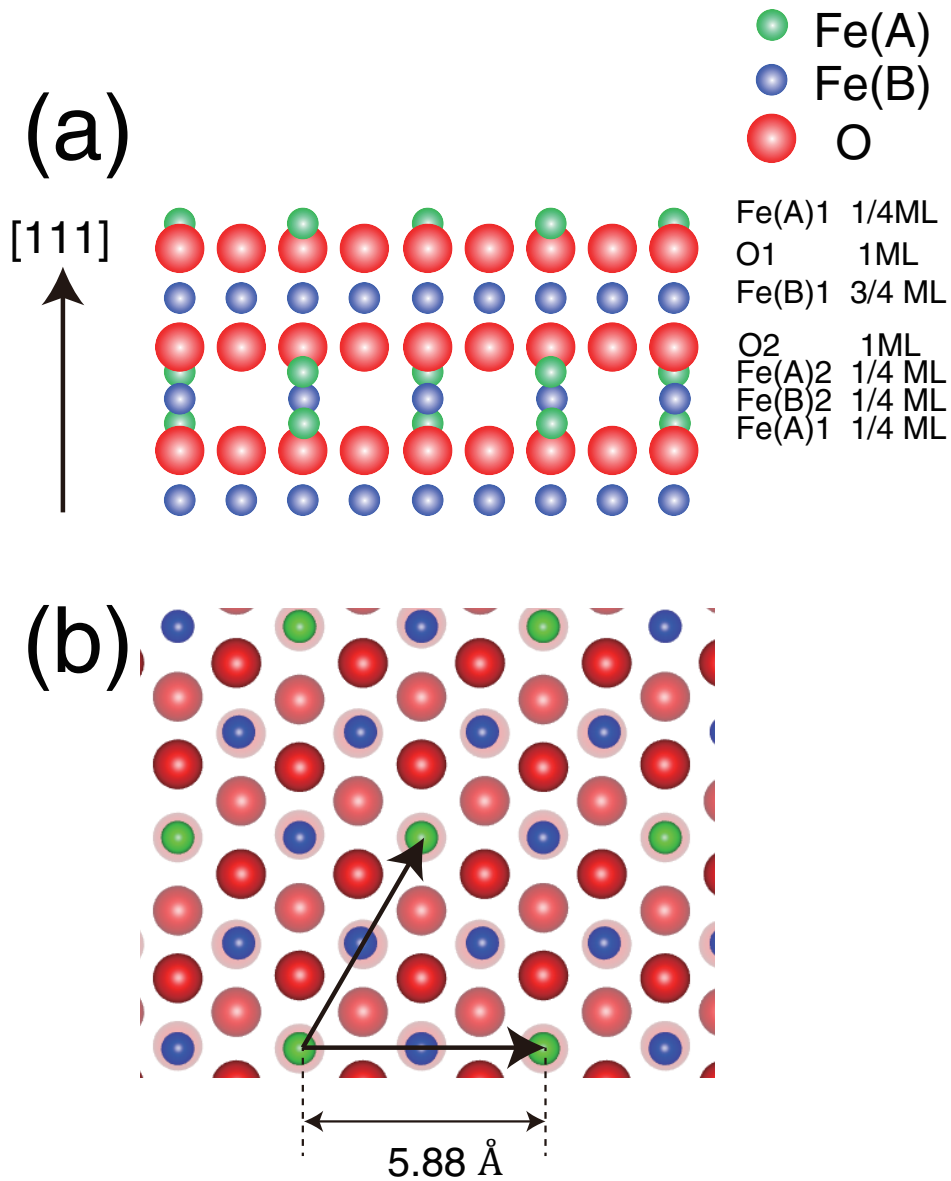 Fe(A)
Fe(B)
O
(a)
[111]
Fe(A)1 1/4ML
O1 1ML
Fe(B)1 3/4 ML
O2 1ML
Fe(A)2 1/4 ML
Fe(B)2 1/4 ML
Fe(A)1 1/4 ML
(b)
5.88 Å